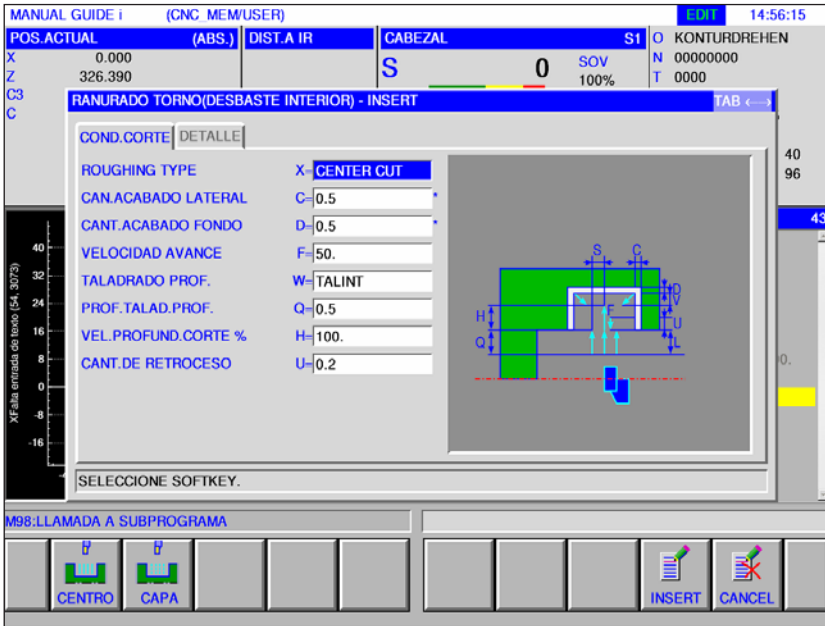 MANUAL GUIDE i (CNC_MEM/USER) EDIT 14:56:15
POS.ACTUAL (ABS.) DIST.A IR CABEZAL S1 O KONTURDREHEN
X 0.000 S 0 SOV N 00000000
Z 326.390 100% T 0000
C3
C
RANURADO TORNO(DESBASTE INTERIOR) - INSERT TAB <-->
COND.CORTE DETALLE
ROUGHING TYPE X= CENTER CUT
CAN.ACABADO LATERAL C= 0.5 *
CANT.ACABADO FONDO D= 0.5 *
VELOCIDAD AVANCE F= 50.
TALADRADO PROF. W= TALINT
PROF.TALAD.PROF. Q= 0.5
VEL.PROFUND.CORTE % H= 100.
CANT.DE RETROCESO U= 0.2
S C
D
V
F
H U
Q L
40
96
43
0.
XFalta entrada de texto (54, 3073)
40
32
24
16
8
0
-8
-16
SELECCIONE SOFTKEY.
M98:LLAMADA A SUBPROGRAMA
CENTRO CAPA INSERT CANCEL